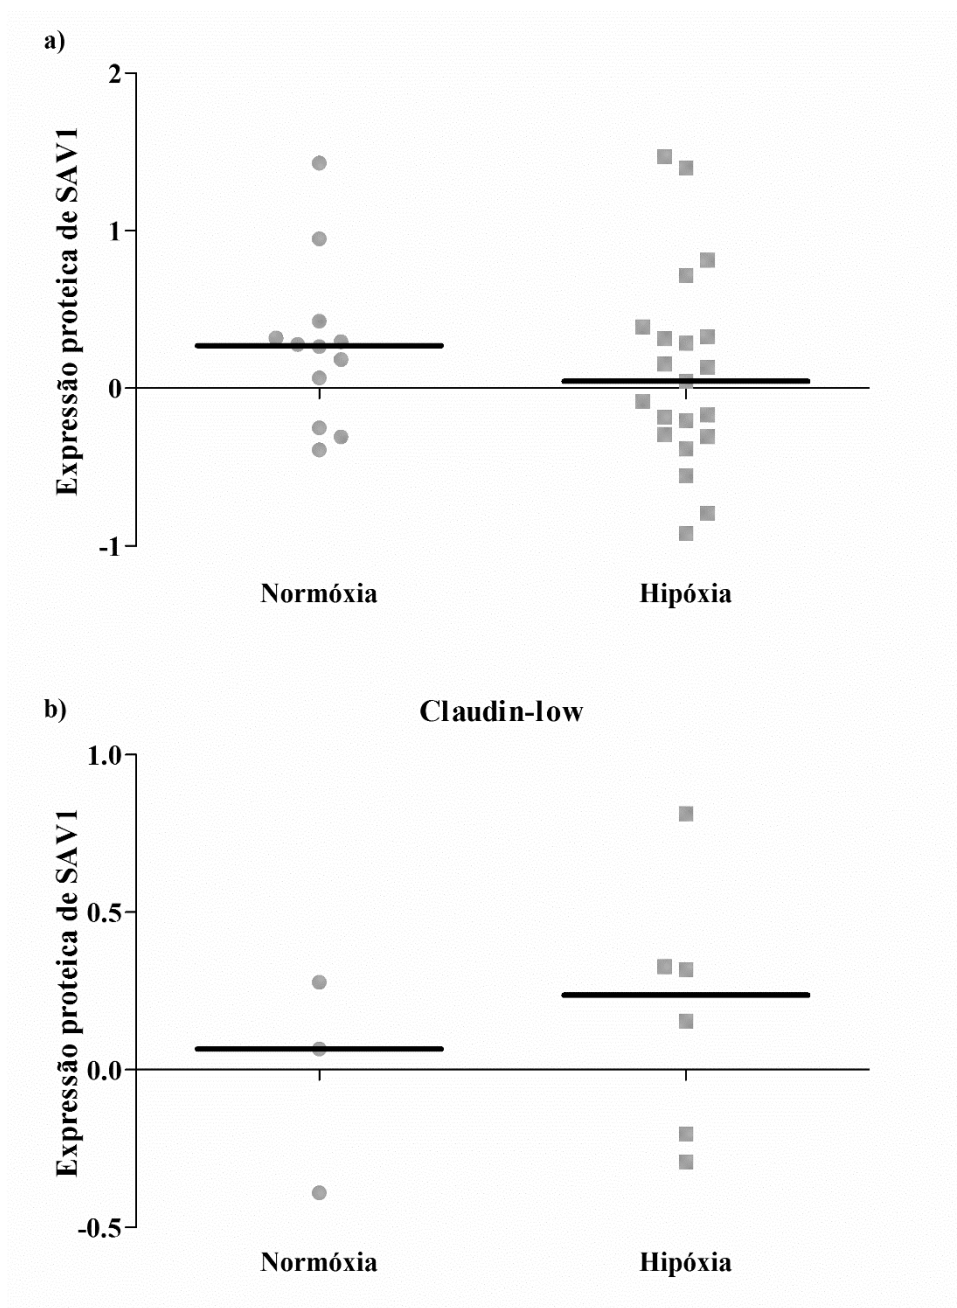 a)
Expressão proteica de SAV1
2
1
0
-1
Normóxia Hipóxia
b)
Claudin-low
Expressão proteica de SAV1
1.0
0.5
0.0
-0.5
Normóxia Hipóxia